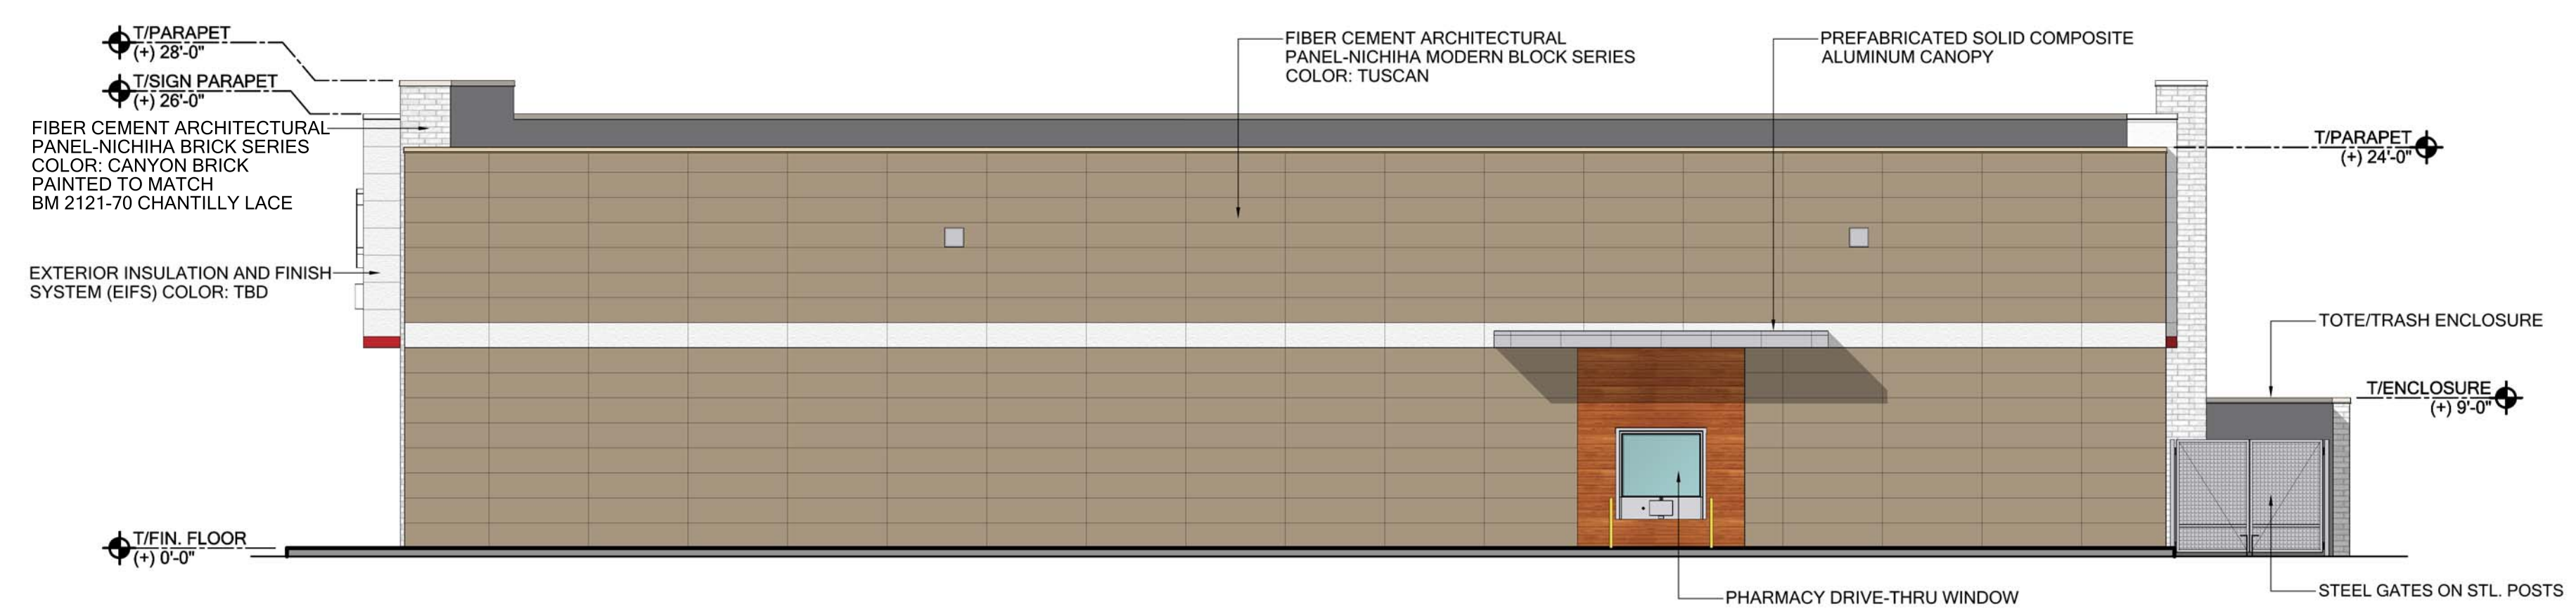 T/PARAPET
(+) 28'-0"
T/SIGN PARAPET
(+) 26'-0"
FIBER CEMENT ARCHITECTURAL
PANEL-NICHIHA BRICK SERIES
COLOR: CANYON BRICK
PAINTED TO MATCH
BM 2121-70 CHANTILLY LACE
EXTERIOR INSULATION AND FINISH
SYSTEM (EIFS) COLOR: TBD
T/FIN. FLOOR
(+) 0'-0"
FIBER CEMENT ARCHITECTURAL
PANEL-NICHIHA MODERN BLOCK SERIES
COLOR: TUSCAN
PREFABRICATED SOLID COMPOSITE
ALUMINUM CANOPY
T/PARAPET
(+) 24'-0"
TOTE/TRASH ENCLOSURE
T/ENCLOSURE
(+) 9'-0"
PHARMACY DRIVE-THRU WINDOW
STEEL GATES ON STL. POSTS